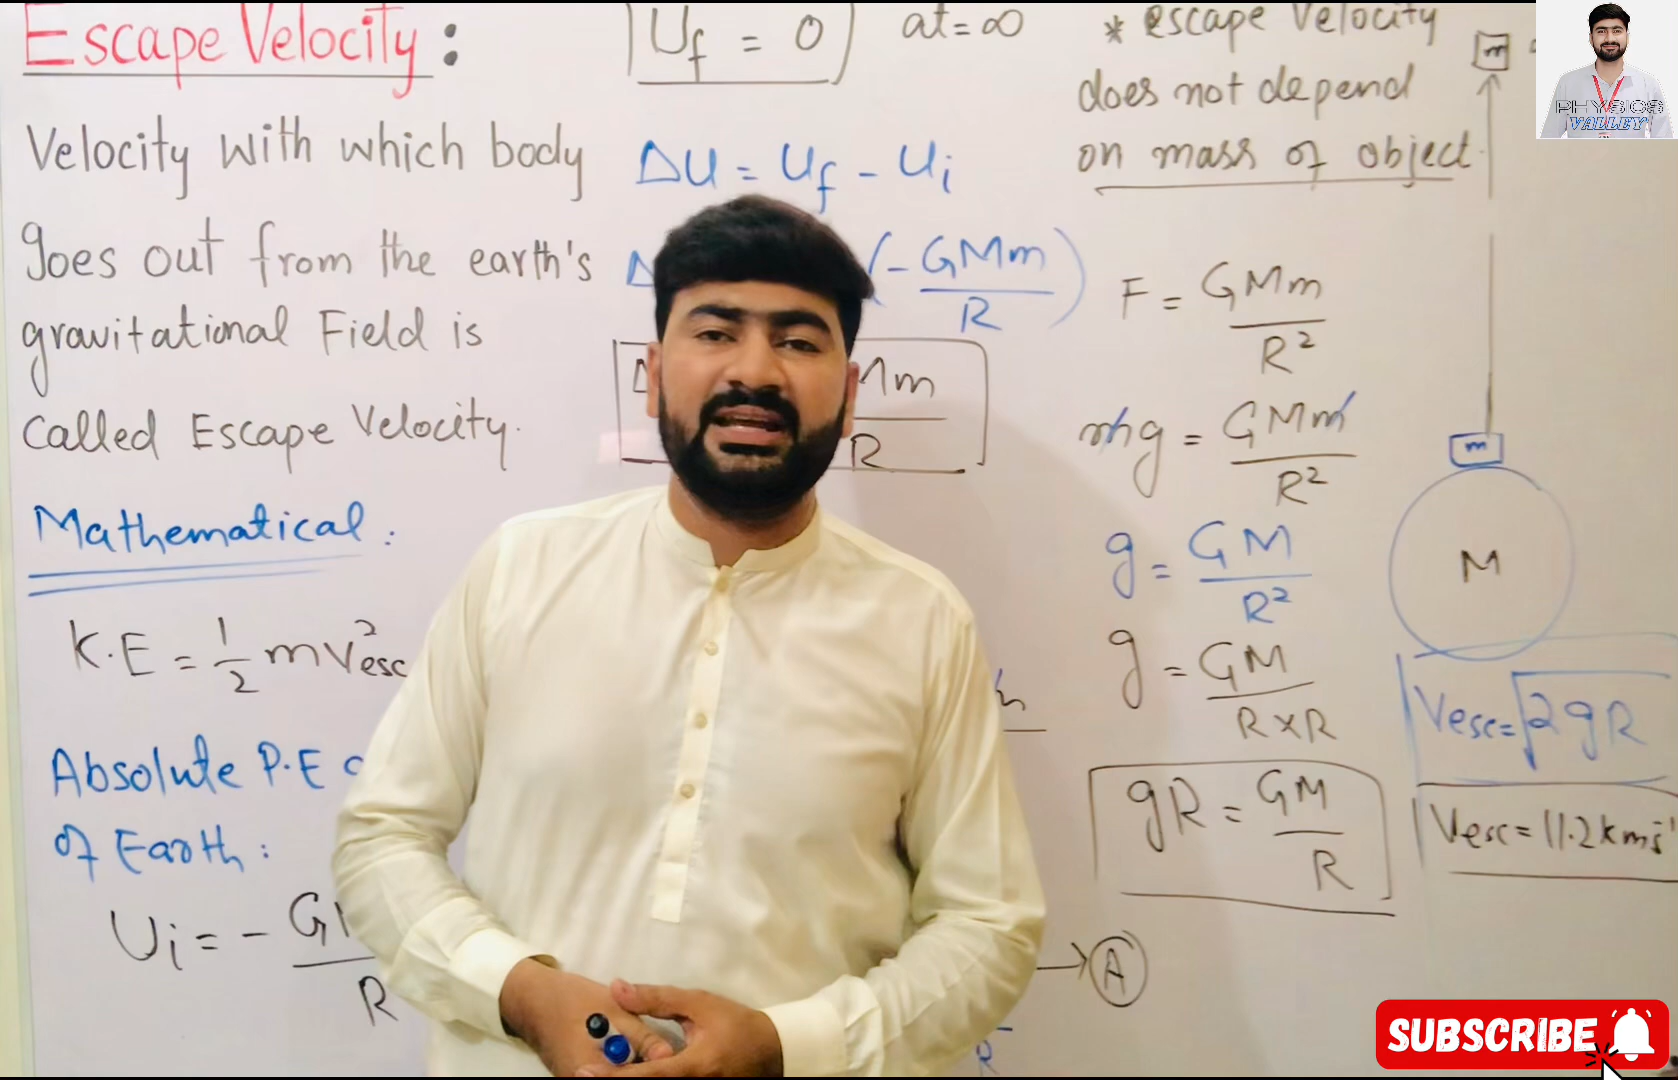 Escape Velocity:
Velocity with which body
goes out from the earth's
gravitational Field is
Called Escape Velocity.
Mathematical:
K.E = 1/2 mv²esc
Absolute P.E
of Earth:
Ui = - G
R
Uf = 0 at = ∞
ΔU = Uf - Ui
(- GMm / R)
Mm
R
* escape velocity
does not depend
on mass of object.
F = GMm / R²
mg = GMm / R²
g = GM / R²
g = GM / R×R
gR = GM / R
→ A
m
m
M
Vesc = √2gR
Vesc = 11.2 kms⁻¹
PHYSICS
VALLEY
SUBSCRIBE